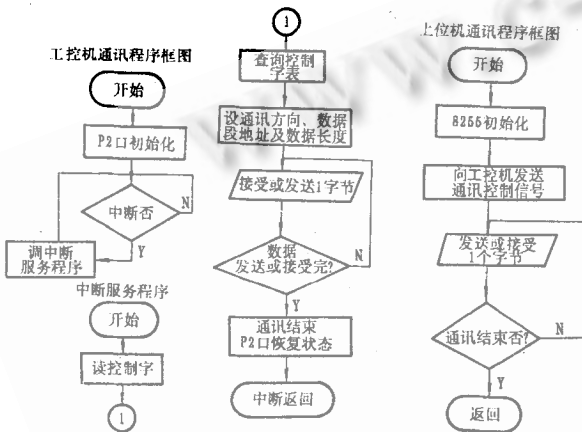 工控机通讯程序框图
开始
P2口初始化
中断否
N
Y
调中断
服务程序
中断服务程序
开始
读控制字
1
1
查询控制
字表
设通讯方向、数据
段地址及数据长度
接受或发送1字节
数据
发送或接受完?
N
Y
通讯结束
P2口恢复状态
中断返回
上位机通讯程序框图
开始
8255初始化
向工控机发送
通讯控制信号
发送或接受
1个字节
通讯结束否?
N
Y
返回